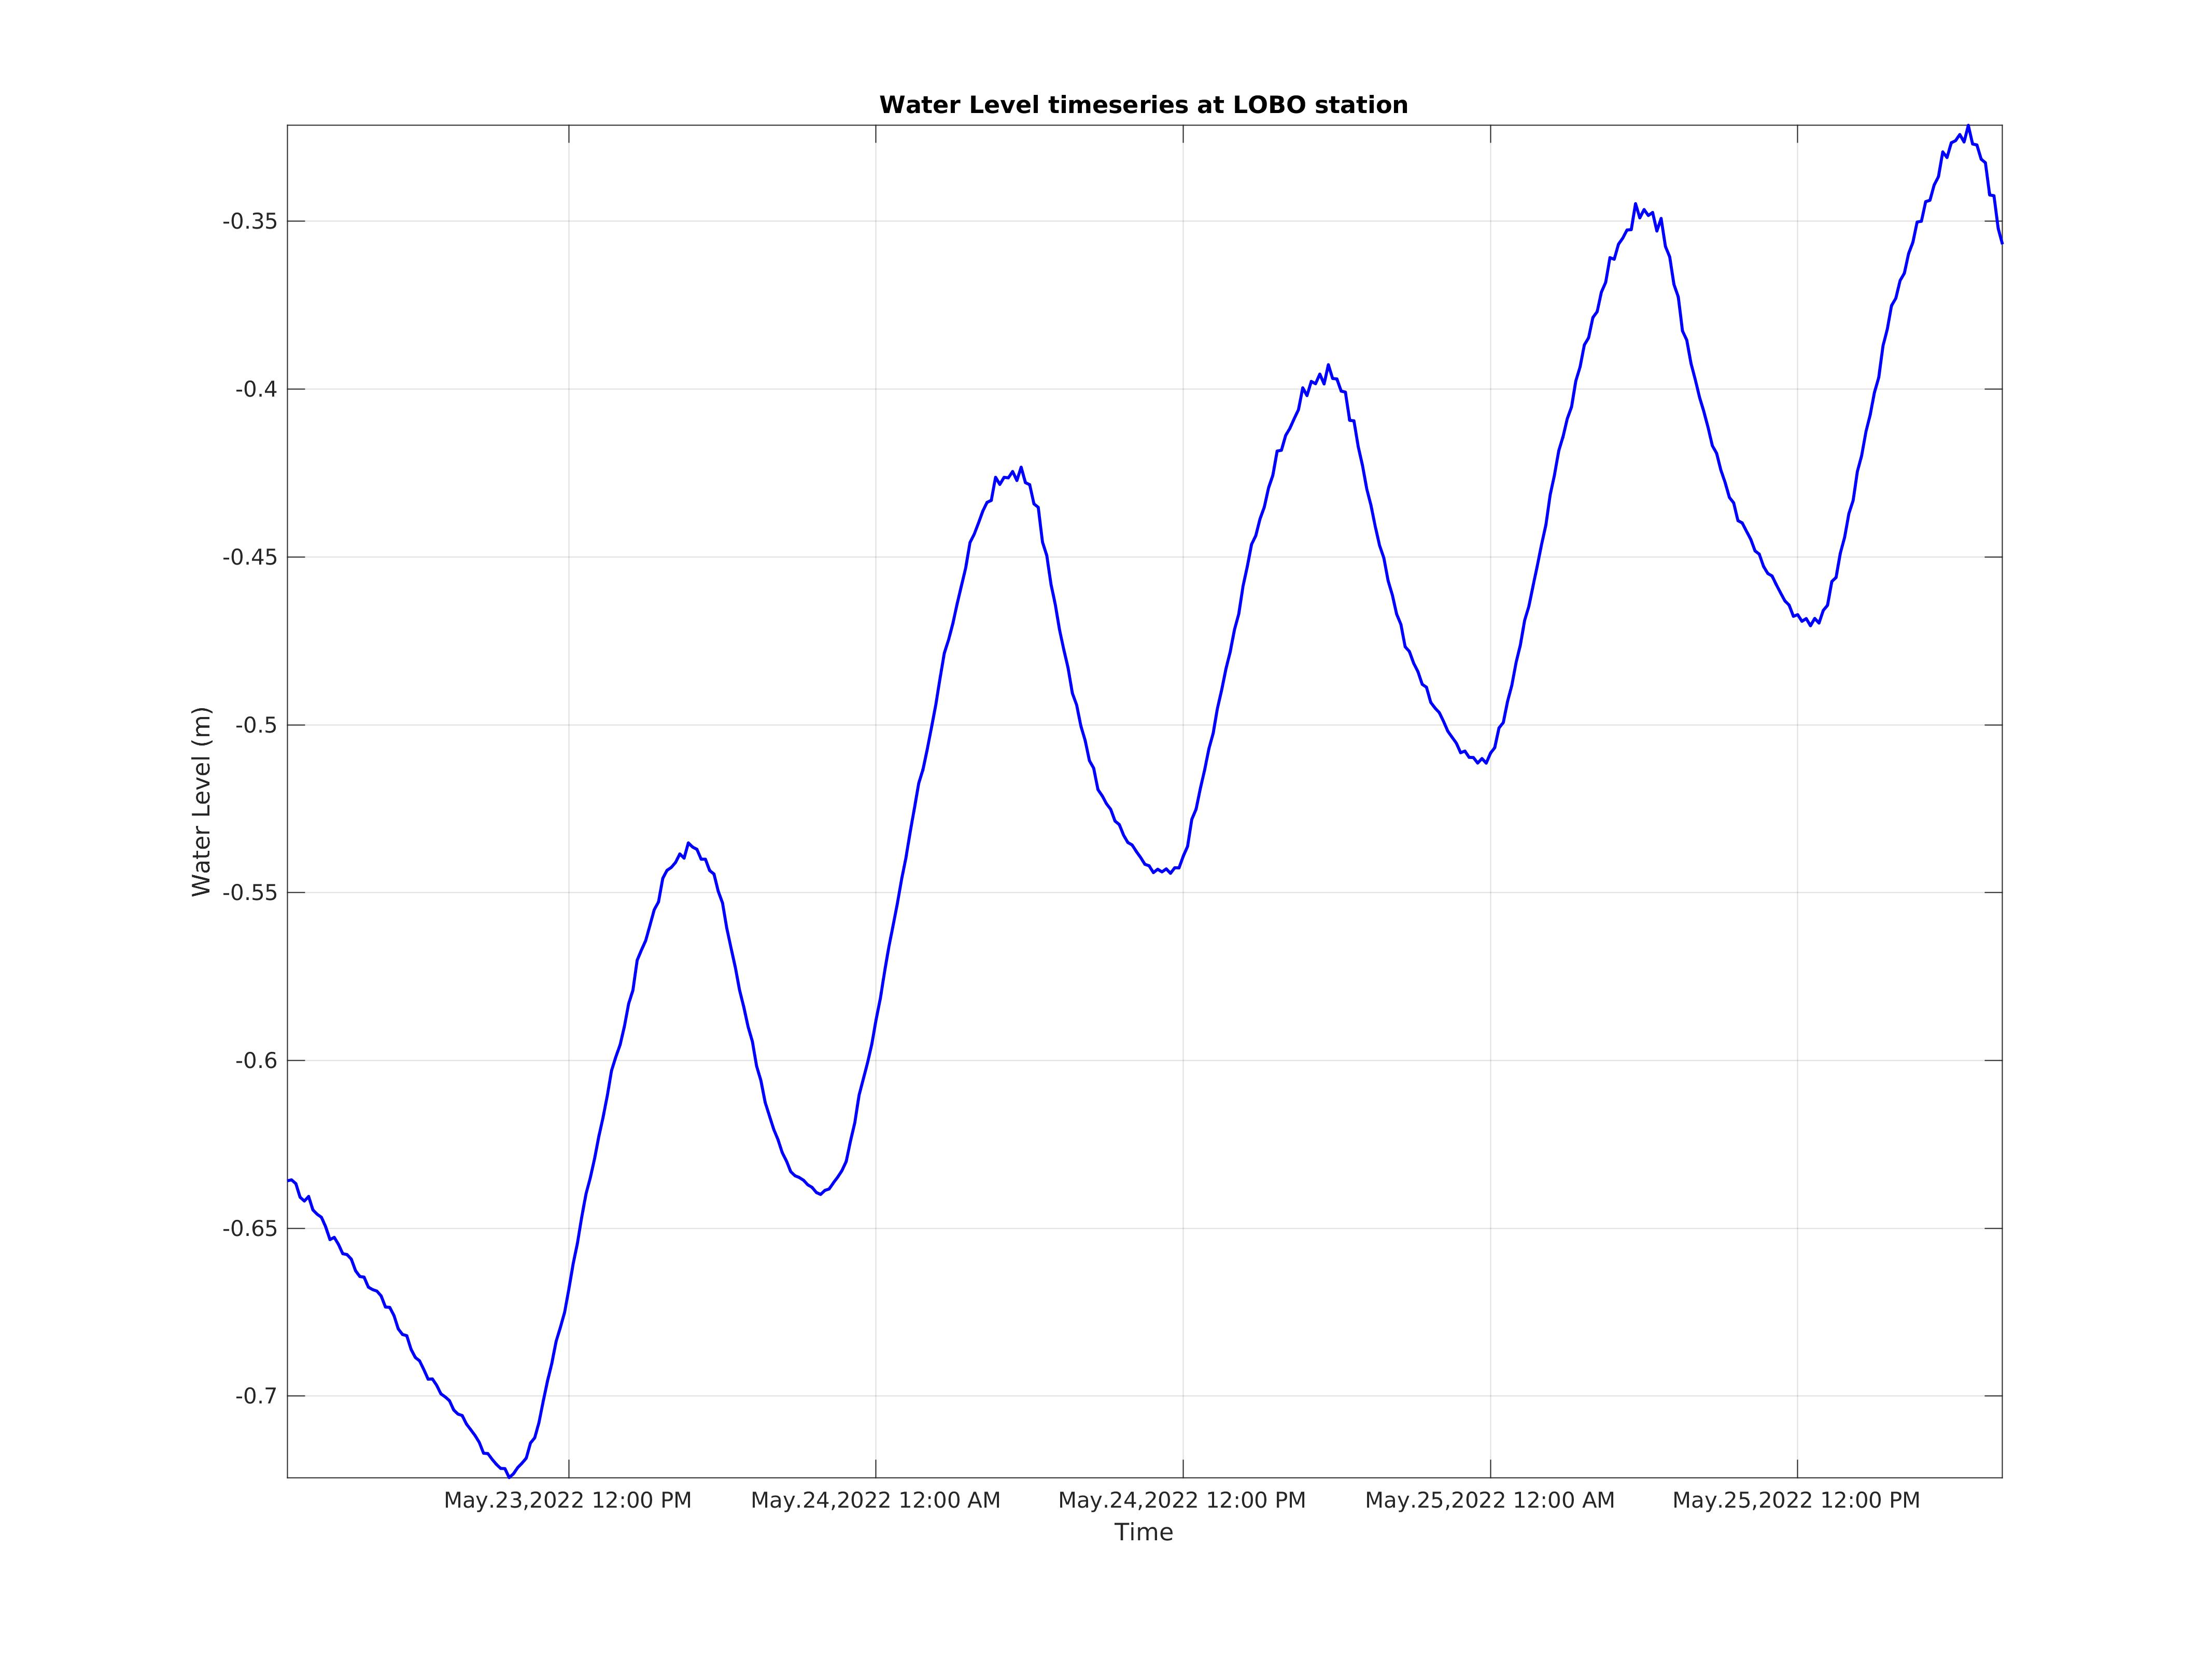 Water Level timeseries at LOBO station
-0.35
-0.4
-0.45
-0.5
-0.55
-0.6
-0.65
-0.7
Water Level (m)
May.23,2022 12:00 PM
May.24,2022 12:00 AM
May.24,2022 12:00 PM
May.25,2022 12:00 AM
May.25,2022 12:00 PM
Time